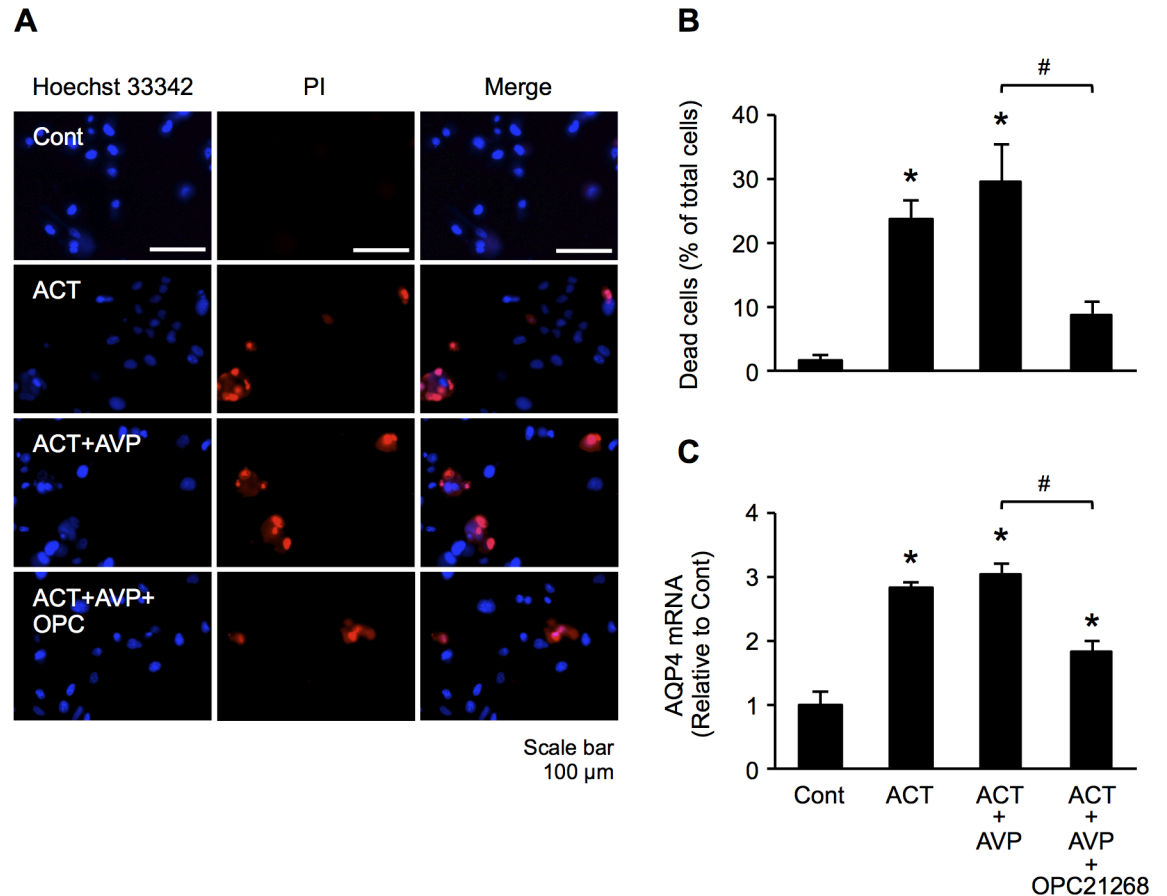 A
Hoechst 33342 PI Merge
Cont
ACT
ACT+AVP
ACT+AVP+
OPC
Scale bar
100 µm
B
#
Dead cells (% of total cells)
40
30
20
10
0
*
*
C
#
AQP4 mRNA
(Relative to Cont)
4
3
2
1
0
*
*
*
Cont
ACT
ACT
+
AVP
ACT
+
AVP
+
OPC21268